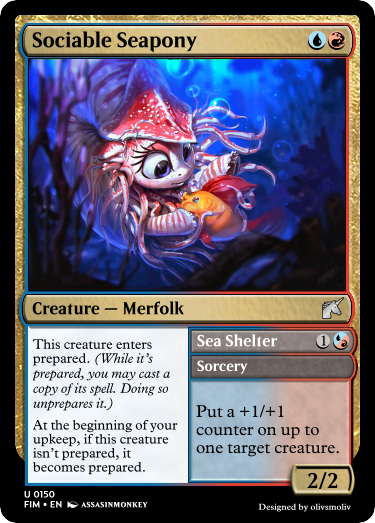 Sociable Seapony
Creature — Merfolk
This creature enters
prepared. (While it's
prepared, you may cast a
copy of its spell. Doing so
unprepares it.)
At the beginning of your
upkeep, if this creature
isn't prepared, it
becomes prepared.
Sea Shelter 1
Sorcery
Put a +1/+1
counter on up to
one target creature.
2/2
U 0150
FIM • EN ASSASINMONKEY
Designed by olivsmoliv